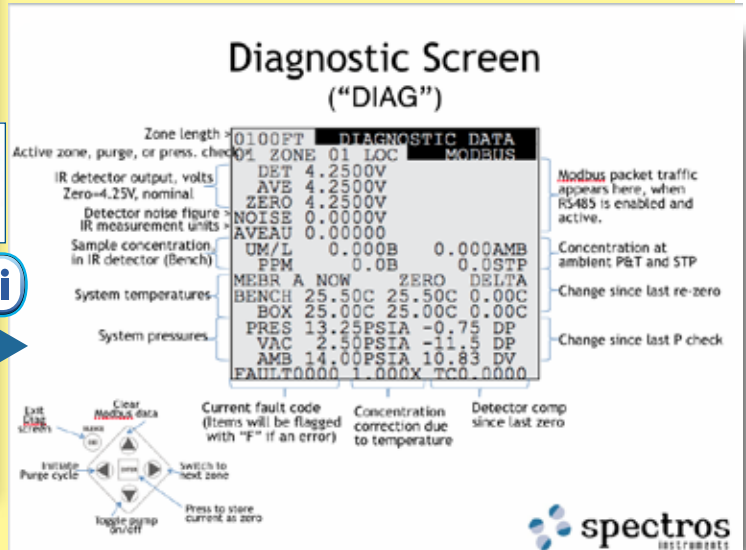 Diagnostic Screen
("DIAG")
Zone length >
Active zone, purge, or press. check
IR detector output, volts
Zero=4.25V, nominal
Detector noise figure >
IR measurement units >
Sample concentration
in IR detector (Bench)
System temperatures
System pressures
0100FT DIAGNOSTIC DATA
01 ZONE 01 LOC MODBUS
DET 4.2500V
AVE 4.2500V
ZERO 4.2500V
NOISE 0.0000V
AVEAU 0.00000
UM/L 0.000B 0.000AMB
PPM 0.0B 0.0STP
MEBR A NOW ZERO DELTA
BENCH 25.50C 25.50C 0.00C
BOX 25.00C 25.00C 0.00C
PRES 13.25PSIA -0.75 DP
VAC 2.50PSIA -11.5 DP
AMB 14.00PSIA 10.83 DV
FAULT0000 1.000X TC0.0000
Modbus packet traffic
appears here, when
RS485 is enabled and
active.
Concentration at
ambient P&T and STP
Change since last re-zero
Change since last P check
Current fault code
(Items will be flagged
with "F" if an error)
Concentration
correction due
to temperature
Detector comp
since last zero
Exit
Diag
screen
Clear
Modbus data
Initiate
Purge cycle
Switch to
next zone
ENTER
Toggle pump
on/off
Press to store
current as zero
i
spectros
instruments